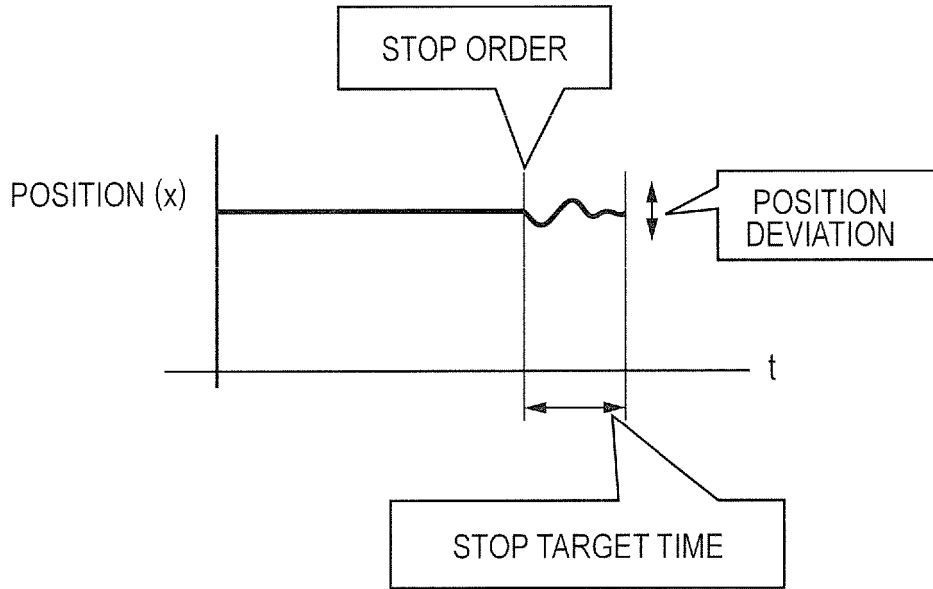 STOP ORDER
POSITION (x)
POSITION
DEVIATION
t
STOP TARGET TIME